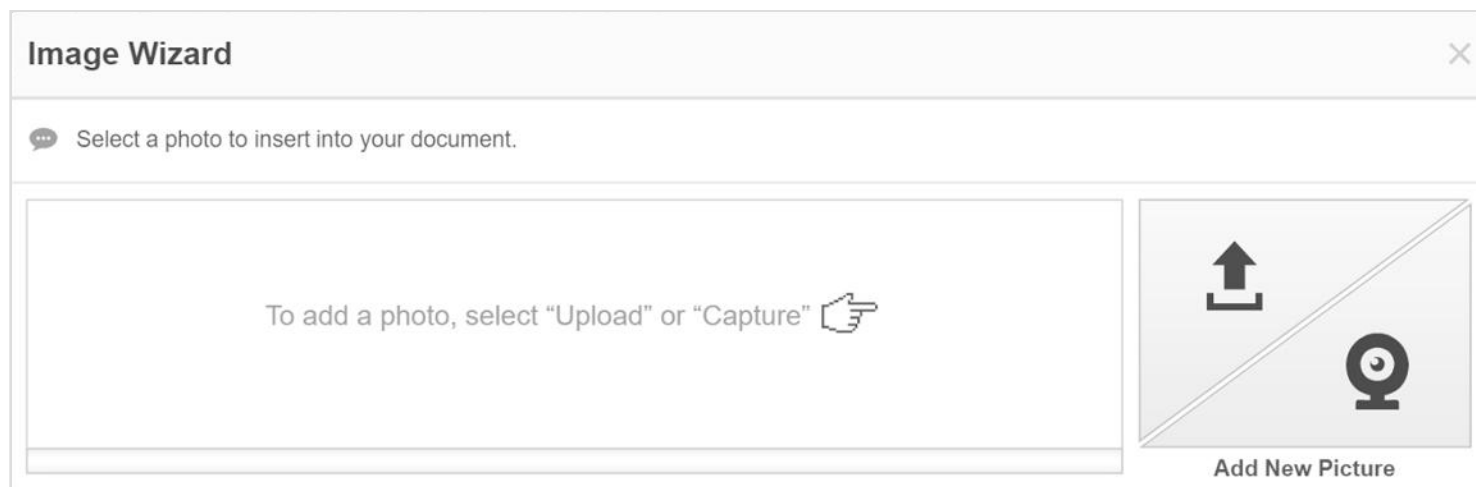 Image Wizard
Select a photo to insert into your document.
To add a photo, select “Upload” or “Capture”
Add New Picture